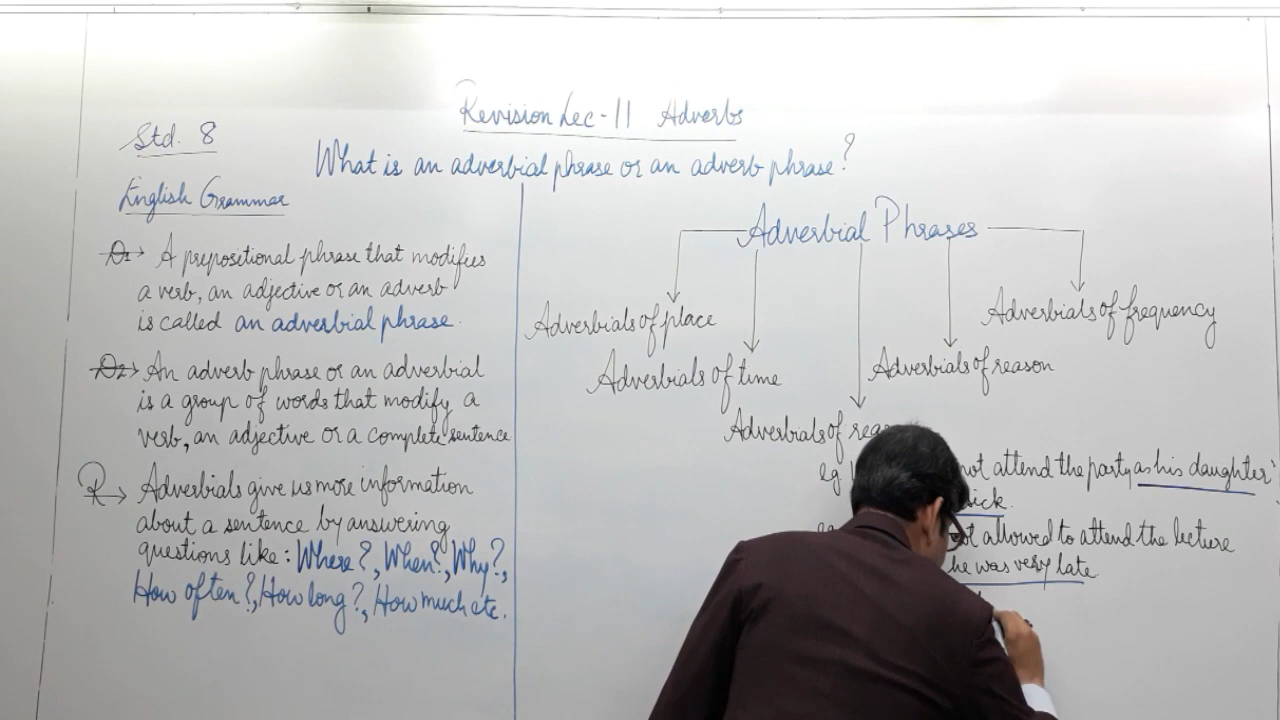 Revision Lec-11 Adverbs
Std. 8
What is an adverbial phrase or an adverb phrase?
English Grammar
D1→ A prepositional phrase that modifies
a verb, an adjective or an adverb
is called an adverbial phrase.
D2→ An adverb phrase or an adverbial
is a group of words that modify a
verb, an adjective or a complete sentence
R→ Adverbials give us more information
about a sentence by answering
questions like: Where?, When?, Why?,
How often?, How long?, How much etc.
Adverbial Phrases
Adverbials of place
Adverbials of time
Adverbials of
Adverbials of reason
Adverbials of frequency
eg
not attend the party as his daughter
sick.
not allowed to attend the lecture
he was very late